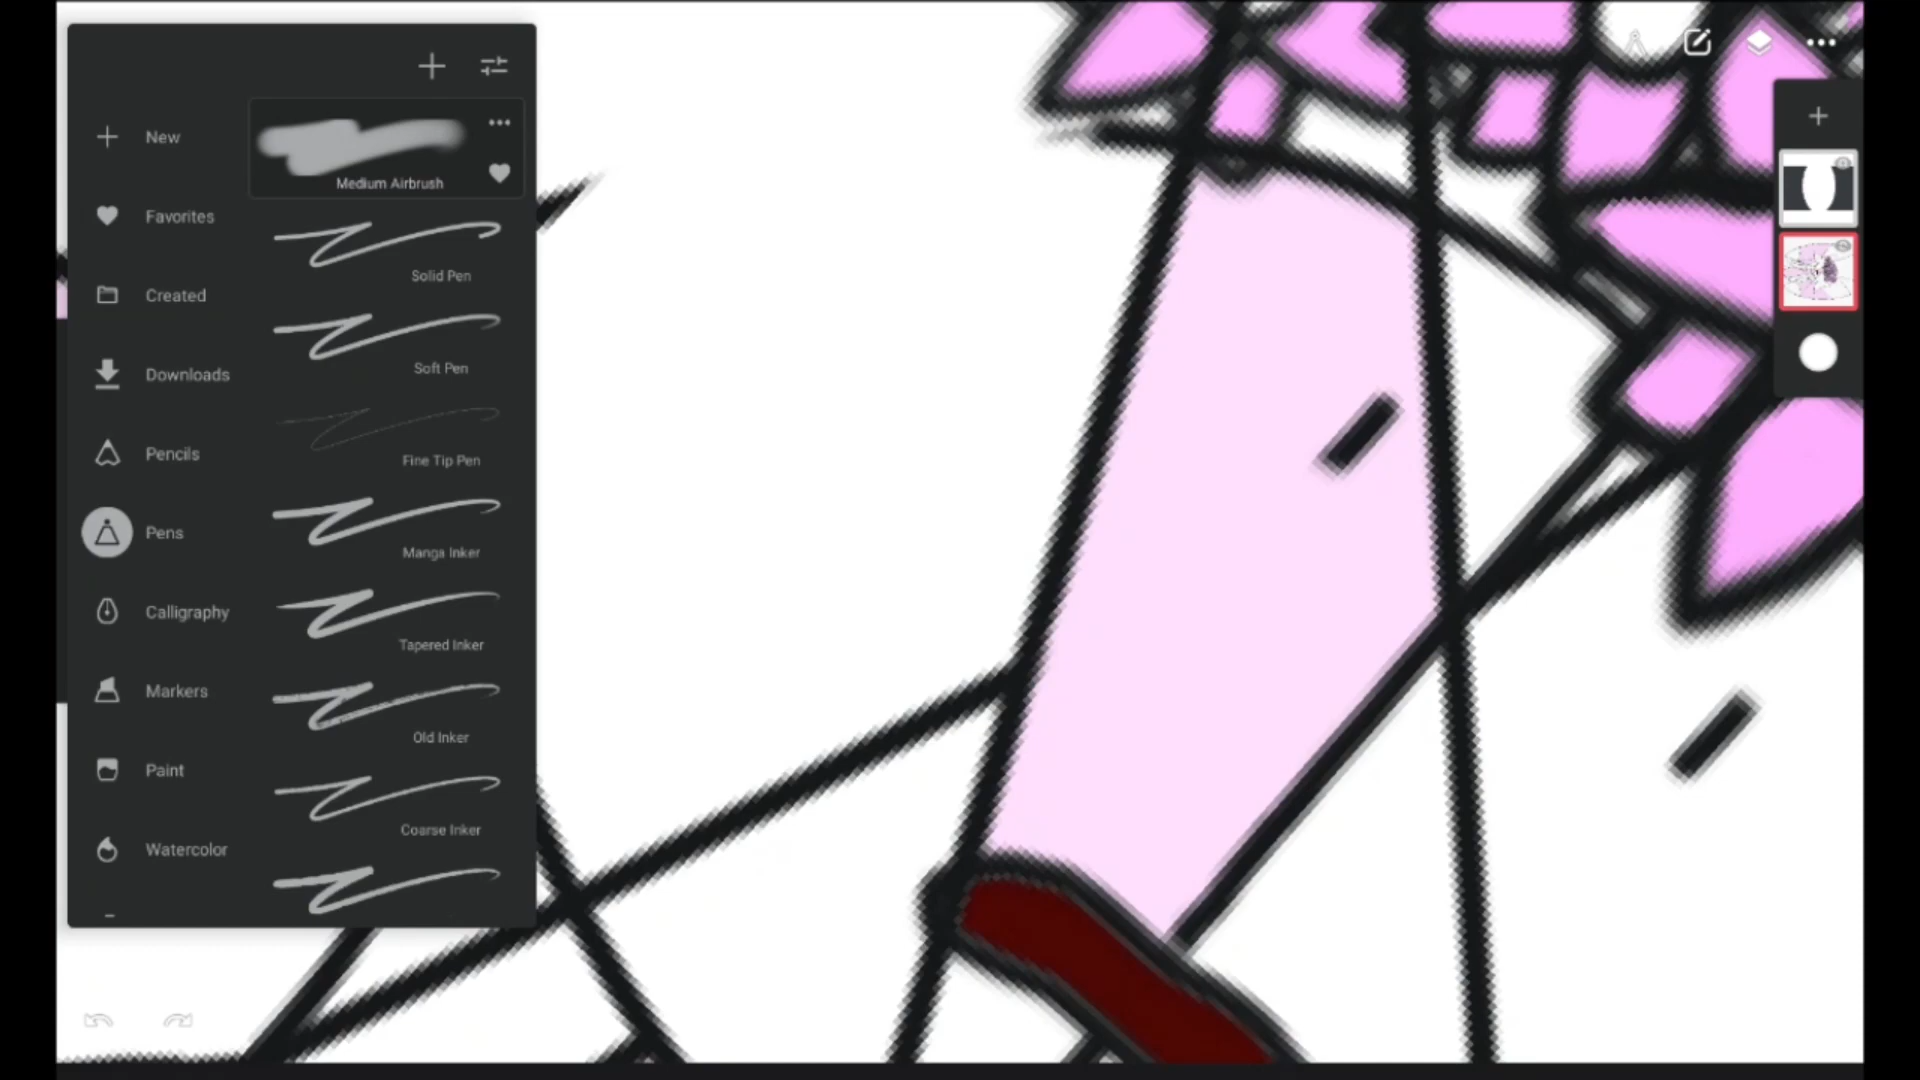 New
Favorites
Created
Downloads
Pencils
Pens
Calligraphy
Markers
Paint
Watercolor
Medium Airbrush
Solid Pen
Soft Pen
Fine Tip Pen
Manga Inker
Tapered Inker
Old Inker
Coarse Inker